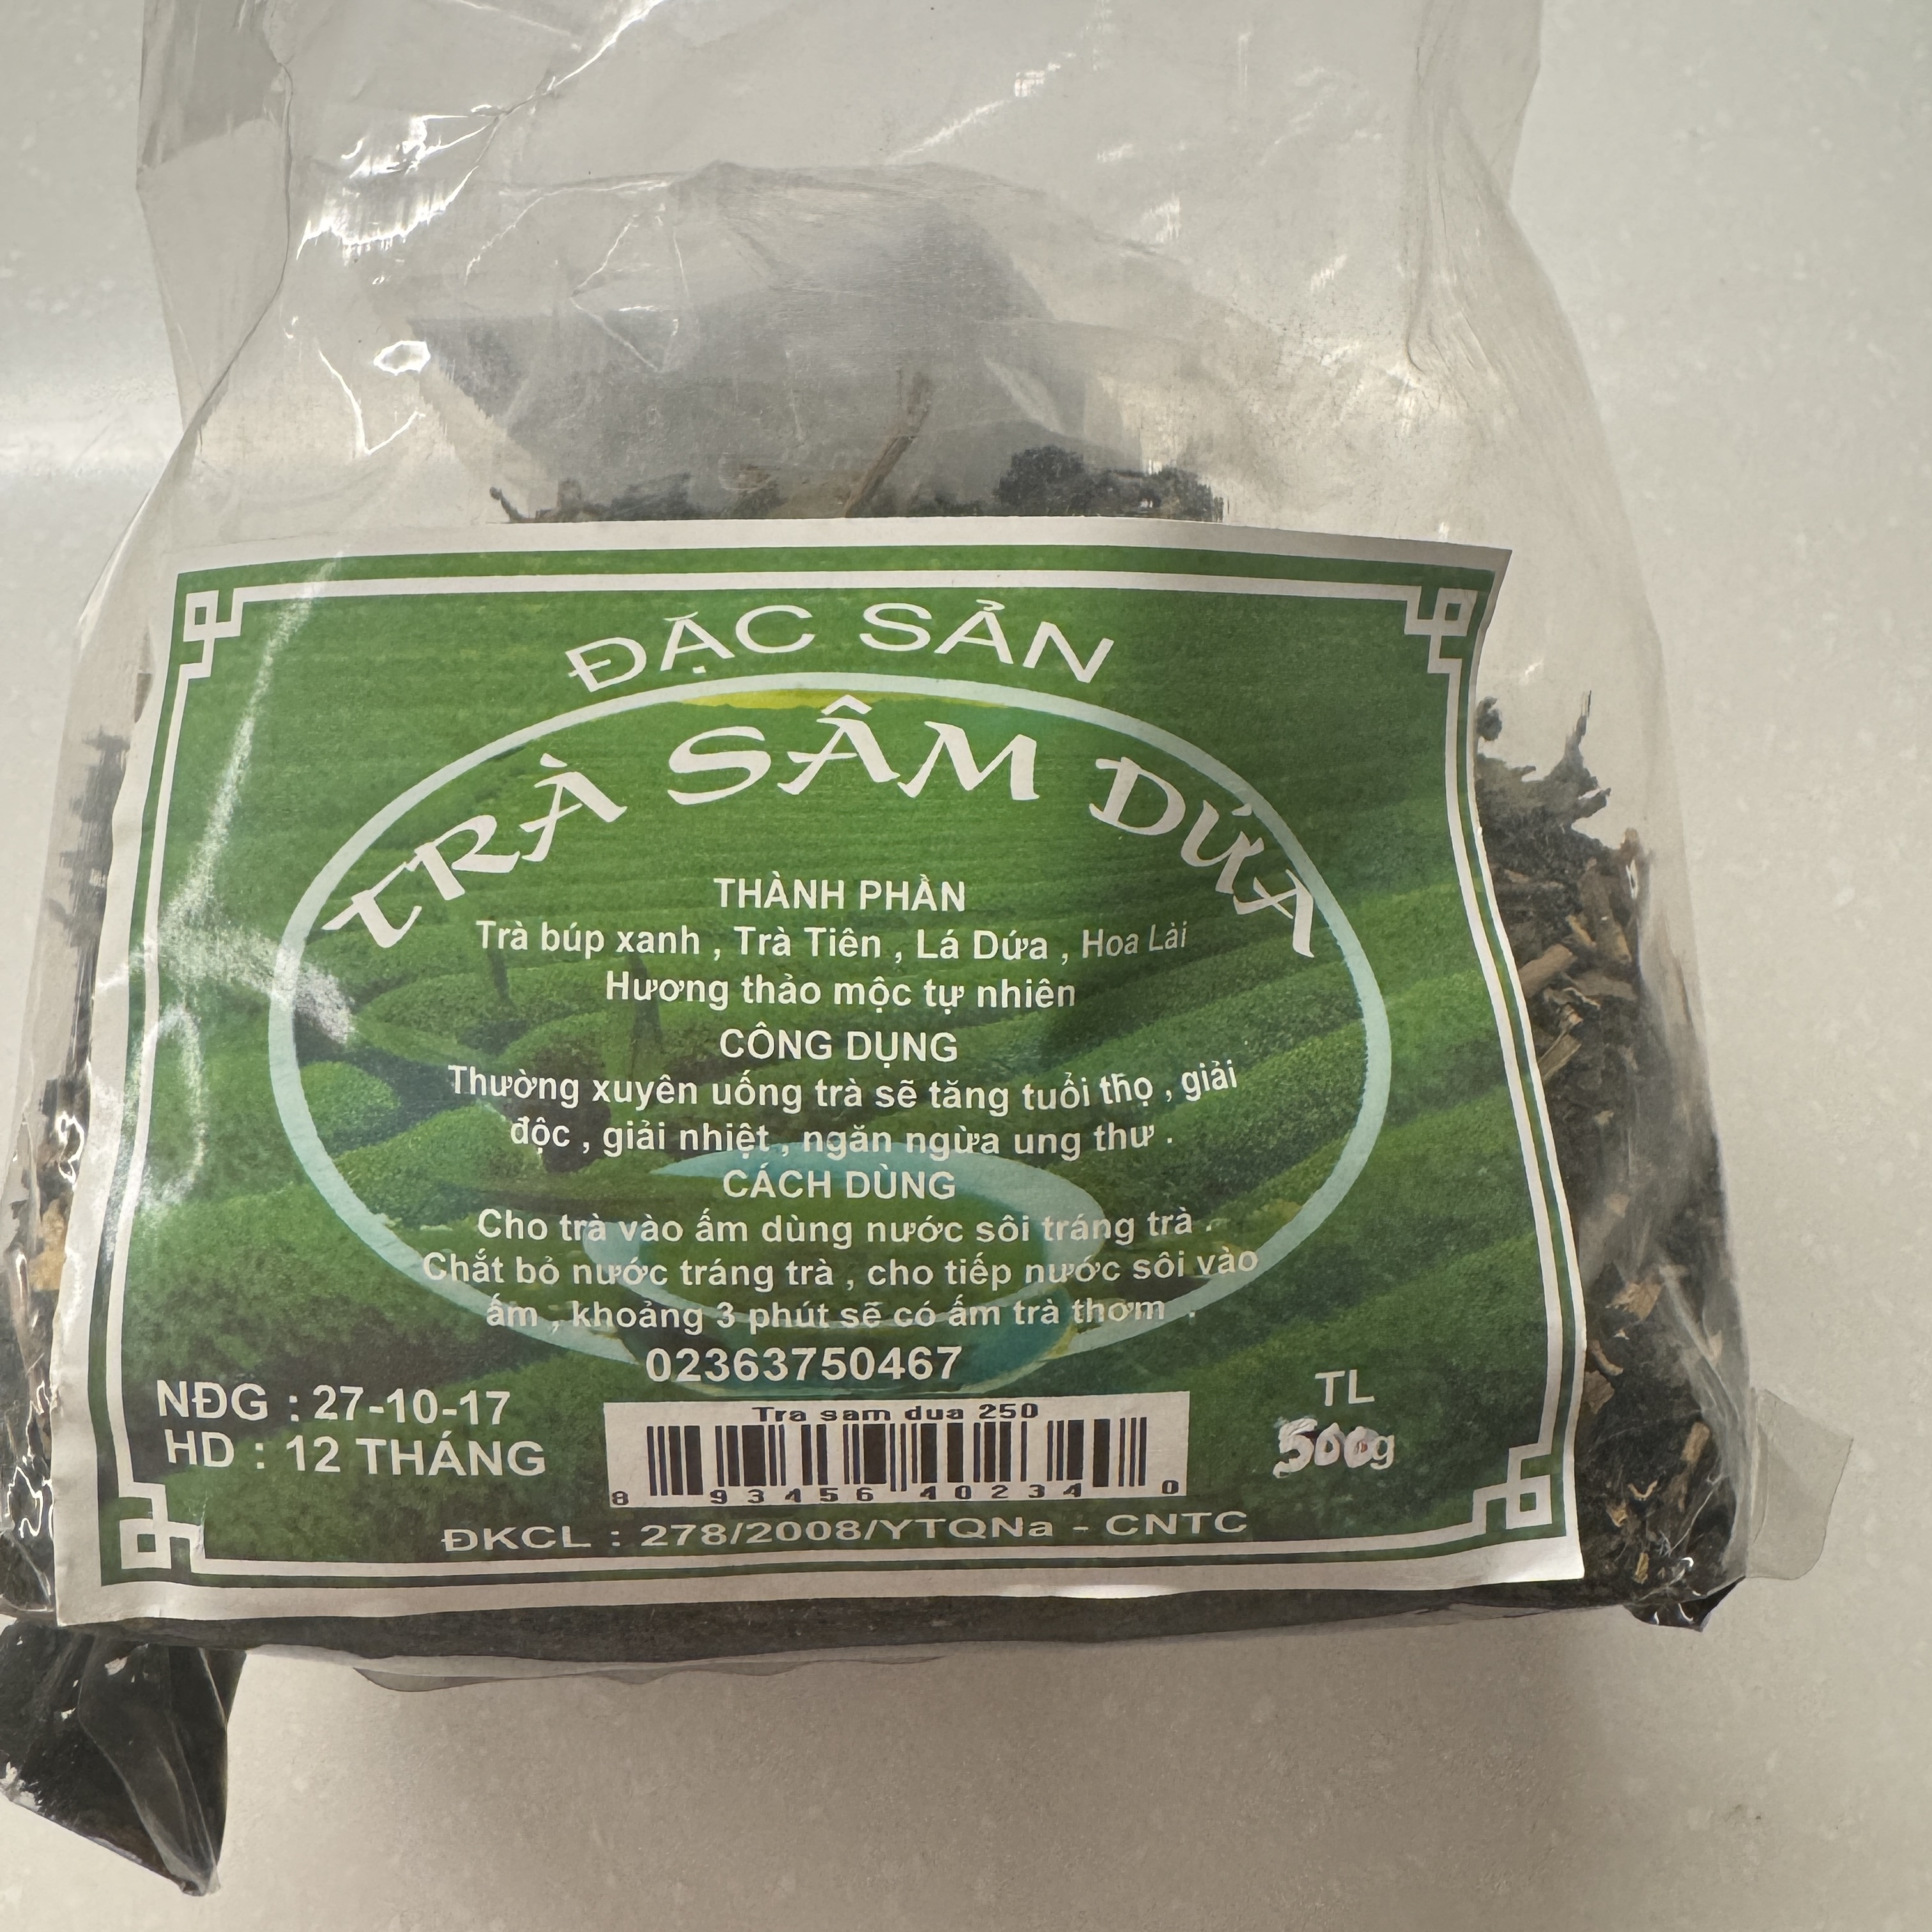 ĐẶC SẢN
TRÀ SÂM DỨA
THÀNH PHẦN
Trà búp xanh , Trà Tiên , Lá Dứa , Hoa Lài
Hương thảo mộc tự nhiên
CÔNG DỤNG
Thường xuyên uống trà sẽ tăng tuổi thọ , giải
độc , giải nhiệt , ngăn ngừa ung thư .
CÁCH DÙNG
Cho trà vào ấm dùng nước sôi tráng trà .
Chắt bỏ nước tráng trà , cho tiếp nước sôi vào
ấm , khoảng 3 phút sẽ có ấm trà thơm .
02363750467
NĐG : 27-10-17
HD : 12 THÁNG
Tra sam dua 250
8 934564 02340
TL
500g
ĐKCL : 278/2008/YTQNa - CNTC